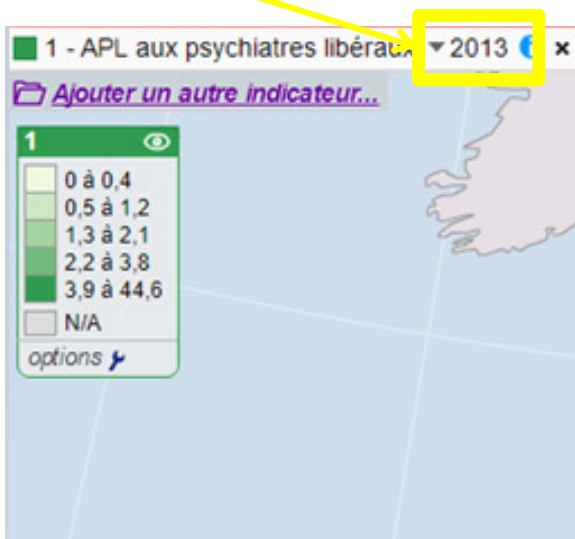 1 - APL aux psychiatres libéraux 2013
Ajouter un autre indicateur...
1
0 à 0,4
0,5 à 1,2
1,3 à 2,1
2,2 à 3,8
3,9 à 44,6
N/A
options